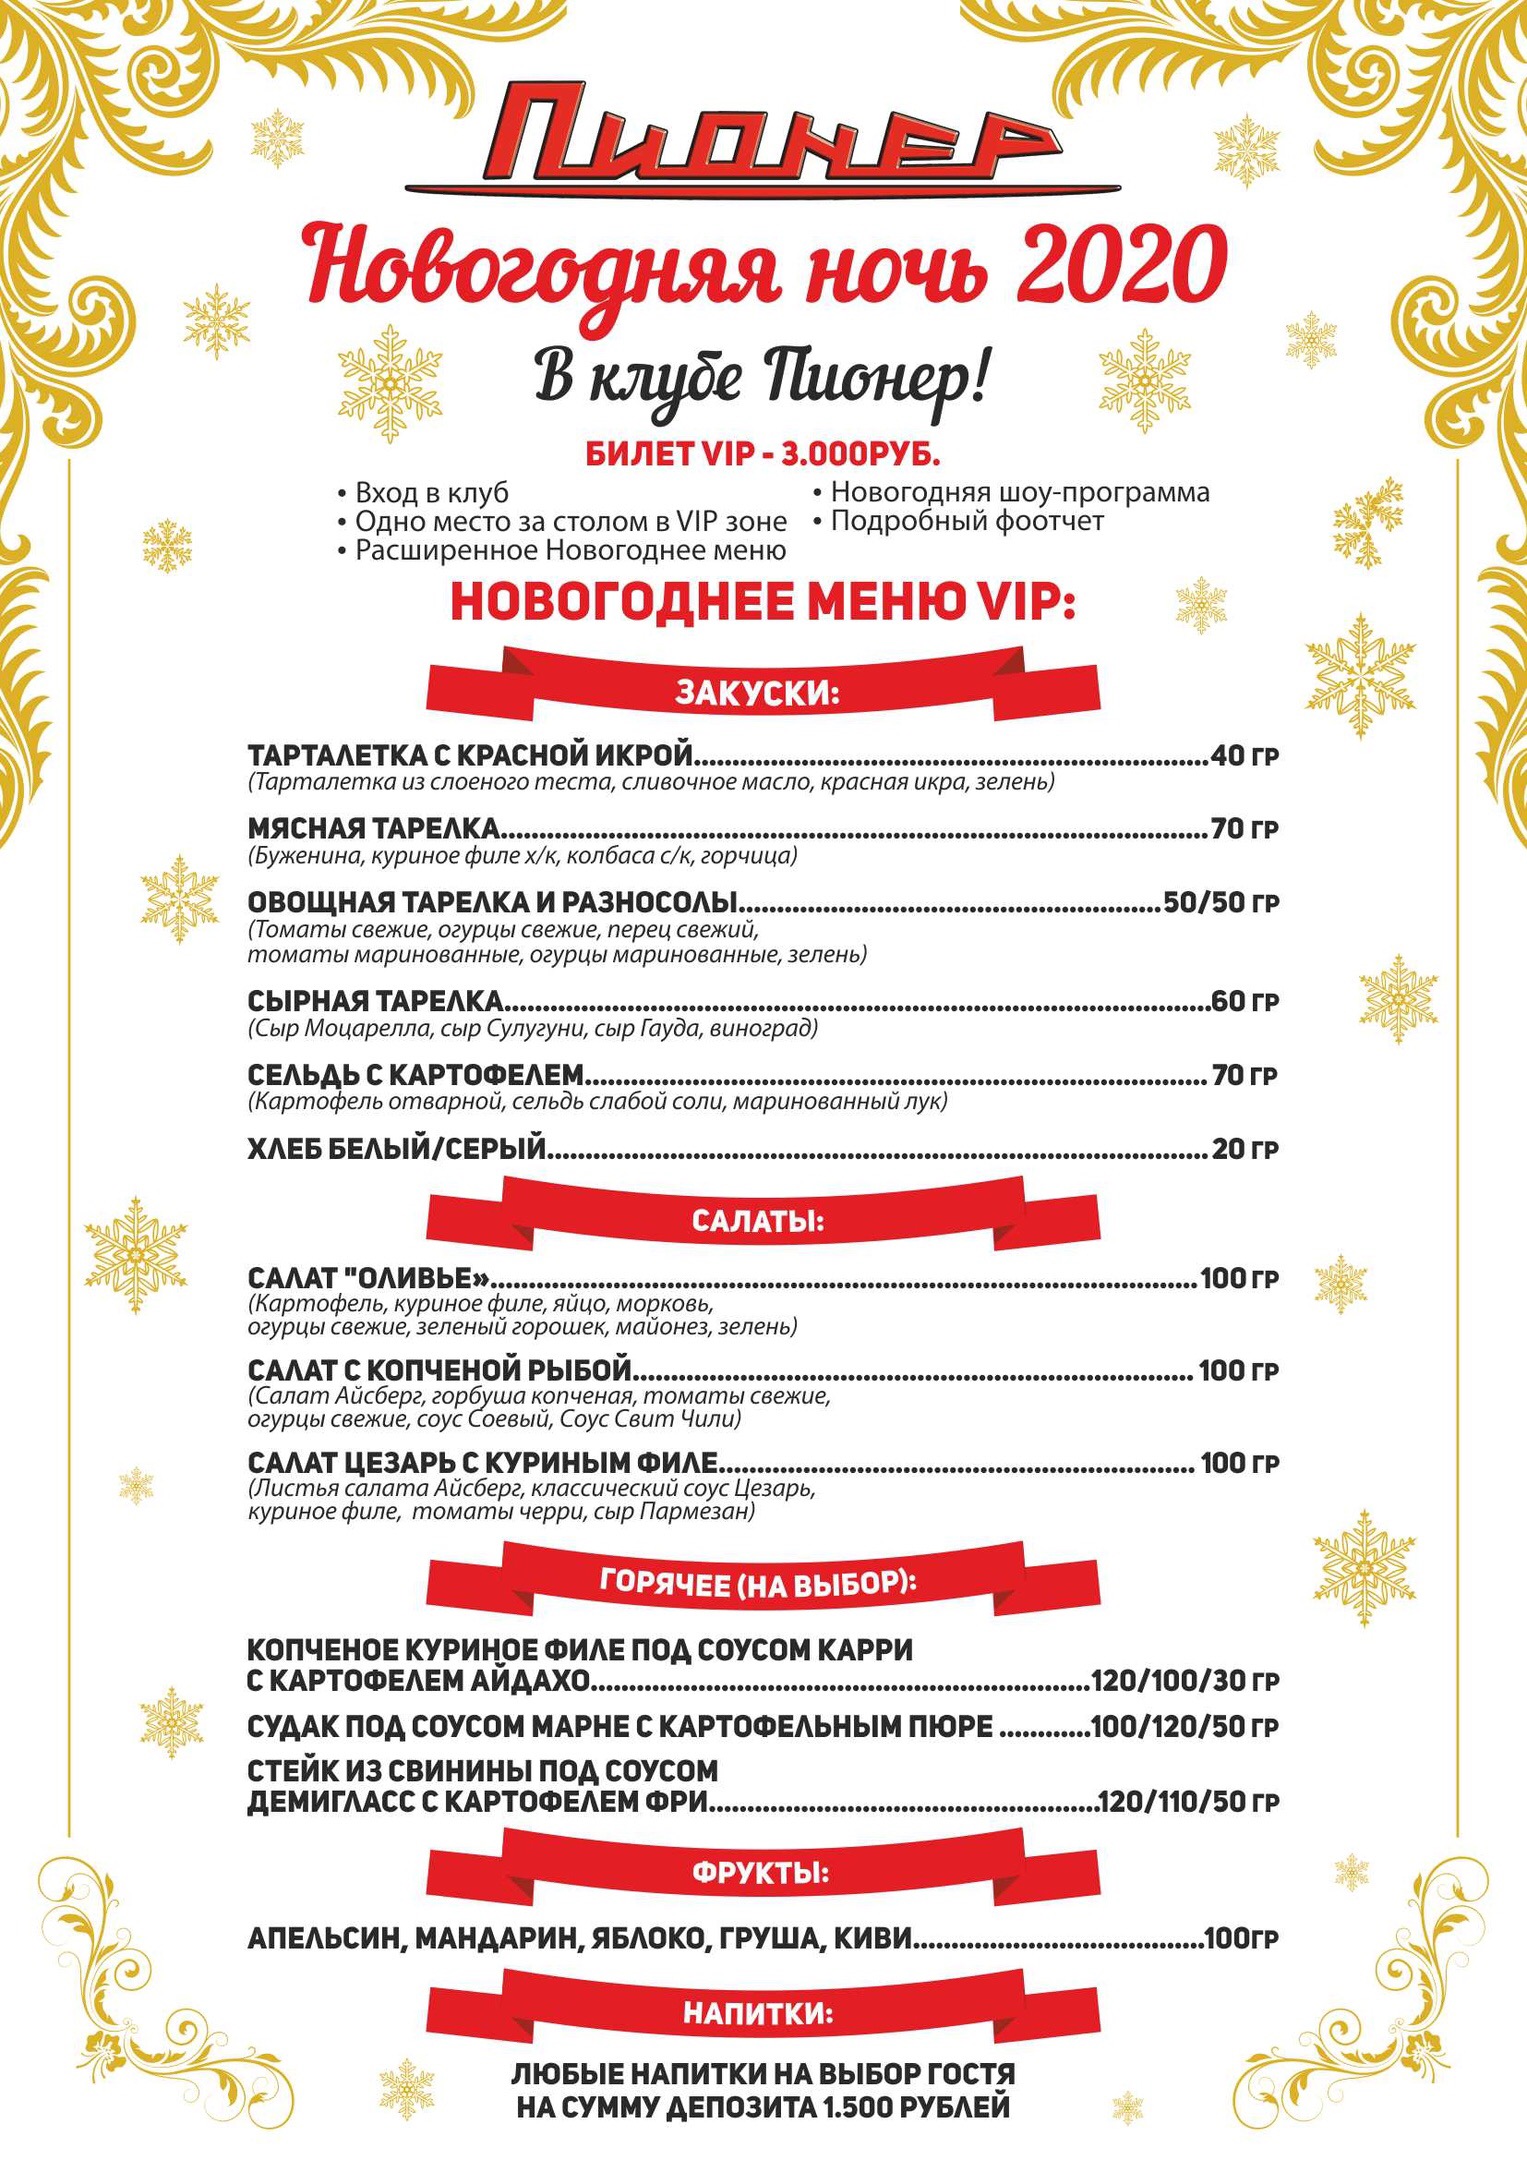 Пионер
Новогодняя ночь 2020
В клубе Пионер!
БИЛЕТ VIP - 3.000РУБ.
• Вход в клуб
• Одно место за столом в VIP зоне
• Расширенное Новогоднее меню
• Новогодняя шоу-программа
• Подробный фоотчет
НОВОГОДНЕЕ МЕНЮ VIP:
ЗАКУСКИ:
ТАРТАЛЕТКА С КРАСНОЙ ИКРОЙ...40 ГР
(Тарталетка из слоеного теста, сливочное масло, красная икра, зелень)
МЯСНАЯ ТАРЕЛКА...70 ГР
(Буженина, куриное филе х/к, колбаса с/к, горчица)
ОВОЩНАЯ ТАРЕЛКА И РАЗНОСОЛЫ...50/50 ГР
(Томаты свежие, огурцы свежие, перец свежий,
томаты маринованные, огурцы маринованные, зелень)
СЫРНАЯ ТАРЕЛКА...60 ГР
(Сыр Моцарелла, сыр Сулугуни, сыр Гауда, виноград)
СЕЛЬДЬ С КАРТОФЕЛЕМ...70 ГР
(Картофель отварной, сельдь слабой соли, маринованный лук)
ХЛЕБ БЕЛЫЙ/СЕРЫЙ...20 ГР
САЛАТЫ:
САЛАТ "ОЛИВЬЕ»...100 ГР
(Картофель, куриное филе, яйцо, морковь,
огурцы свежие, зеленый горошек, майонез, зелень)
САЛАТ С КОПЧЕНОЙ РЫБОЙ...100 ГР
(Салат Айсберг, горбуша копченая, томаты свежие,
огурцы свежие, соус Соевый, Соус Свит Чили)
САЛАТ ЦЕЗАРЬ С КУРИНЫМ ФИЛЕ...100 ГР
(Листья салата Айсберг, классический соус Цезарь,
куриное филе, томаты черри, сыр Пармезан)
ГОРЯЧЕЕ (НА ВЫБОР):
КОПЧЕНОЕ КУРИНОЕ ФИЛЕ ПОД СОУСОМ КАРРИ
С КАРТОФЕЛЕМ АЙДАХО...120/100/30 ГР
СУДАК ПОД СОУСОМ МАРНЕ С КАРТОФЕЛЬНЫМ ПЮРЕ ...100/120/50 ГР
СТЕЙК ИЗ СВИНИНЫ ПОД СОУСОМ
ДЕМИГЛАСС С КАРТОФЕЛЕМ ФРИ...120/110/50 ГР
ФРУКТЫ:
АПЕЛЬСИН, МАНДАРИН, ЯБЛОКО, ГРУША, КИВИ...100ГР
НАПИТКИ:
ЛЮБЫЕ НАПИТКИ НА ВЫБОР ГОСТЯ
НА СУММУ ДЕПОЗИТА 1.500 РУБЛЕЙ